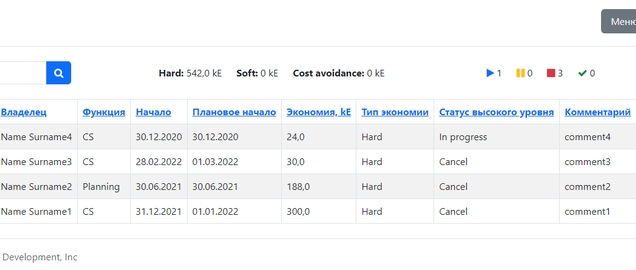 Меню
Hard: 542,0 kE Soft: 0 kE Cost avoidance: 0 kE 1 0 3 0
Владелец Функция Начало Плановое начало Экономия, kE Тип экономии Статус высокого уровня Комментарий
Name Surname4 CS 30.12.2020 30.12.2020 24,0 Hard In progress comment4
Name Surname3 CS 28.02.2022 01.03.2022 30,0 Hard Cancel comment3
Name Surname2 Planning 30.06.2021 30.06.2021 188,0 Hard Cancel comment2
Name Surname1 CS 31.12.2021 01.01.2022 300,0 Hard Cancel comment1
Development, Inc